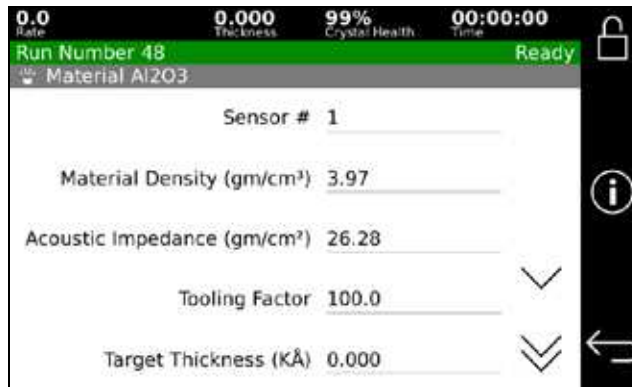 0.0 0.000 99% 00:00:00
Rate Thickness Crystal Health Time
Run Number 48 Ready
Material Al2O3
Sensor # 1
Material Density (gm/cm³) 3.97
Acoustic Impedance (gm/cm²) 26.28
Tooling Factor 100.0
Target Thickness (KÅ) 0.000